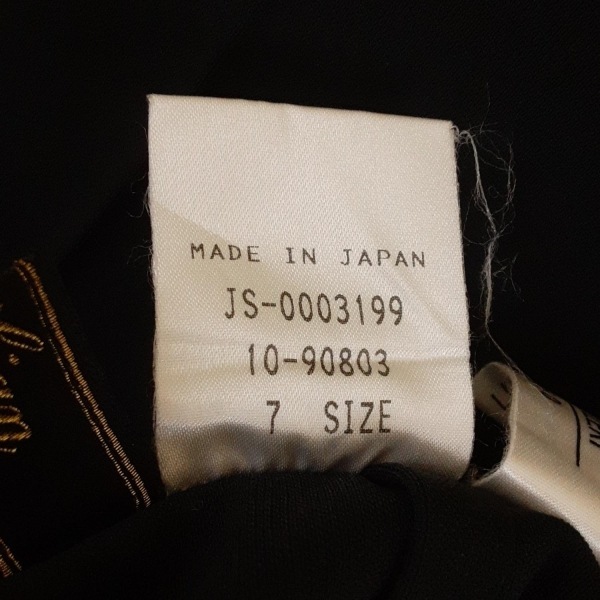 MADE IN JAPAN
JS-0003199
10-90803
7 SIZE